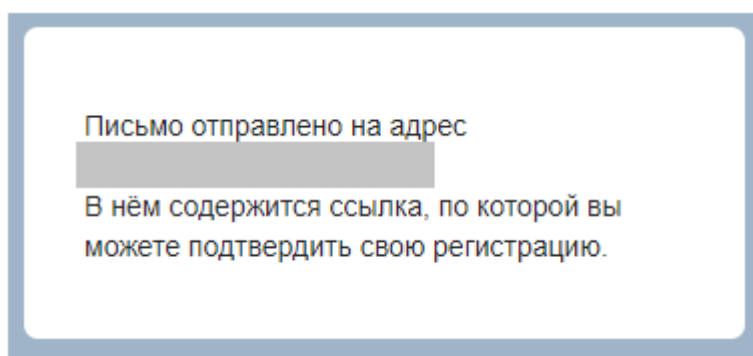 Письмо отправлено на адрес
В нём содержится ссылка, по которой вы
можете подтвердить свою регистрацию.